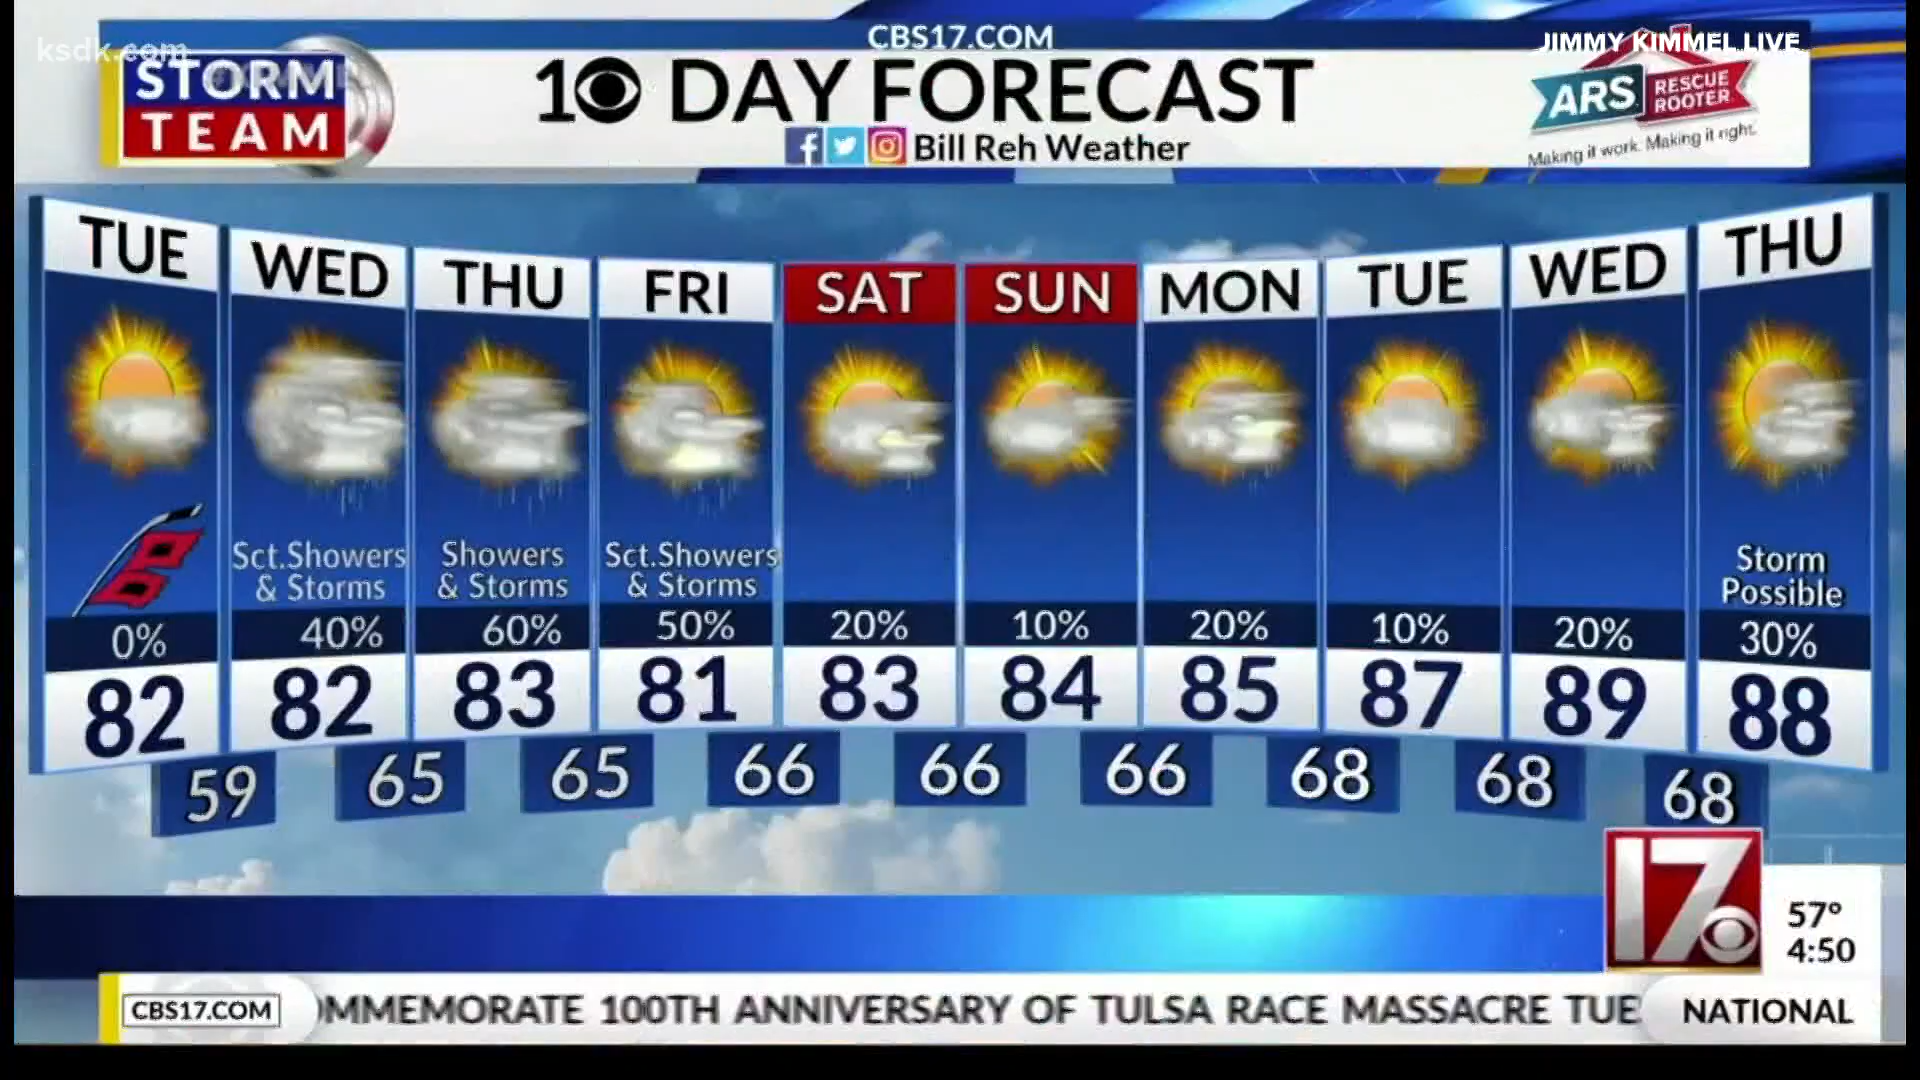 CBS17.COM
ksdk.com
JIMMY KIMMEL LIVE
STORM
TEAM
10 DAY FORECAST
Bill Reh Weather
ARS RESCUE
ROOTER
Making it work. Making it right.
TUE WED THU FRI SAT SUN MON TUE WED THU
Sct.Showers Showers Sct.Showers Storm
& Storms & Storms & Storms Possible
0% 40% 60% 50% 20% 10% 20% 10% 20% 30%
82 82 83 81 83 84 85 87 89 88
59 65 65 66 66 66 68 68 68
17
57°
4:50
CBS17.COM
OMMEMORATE 100TH ANNIVERSARY OF TULSA RACE MASSACRE TUE
NATIONAL